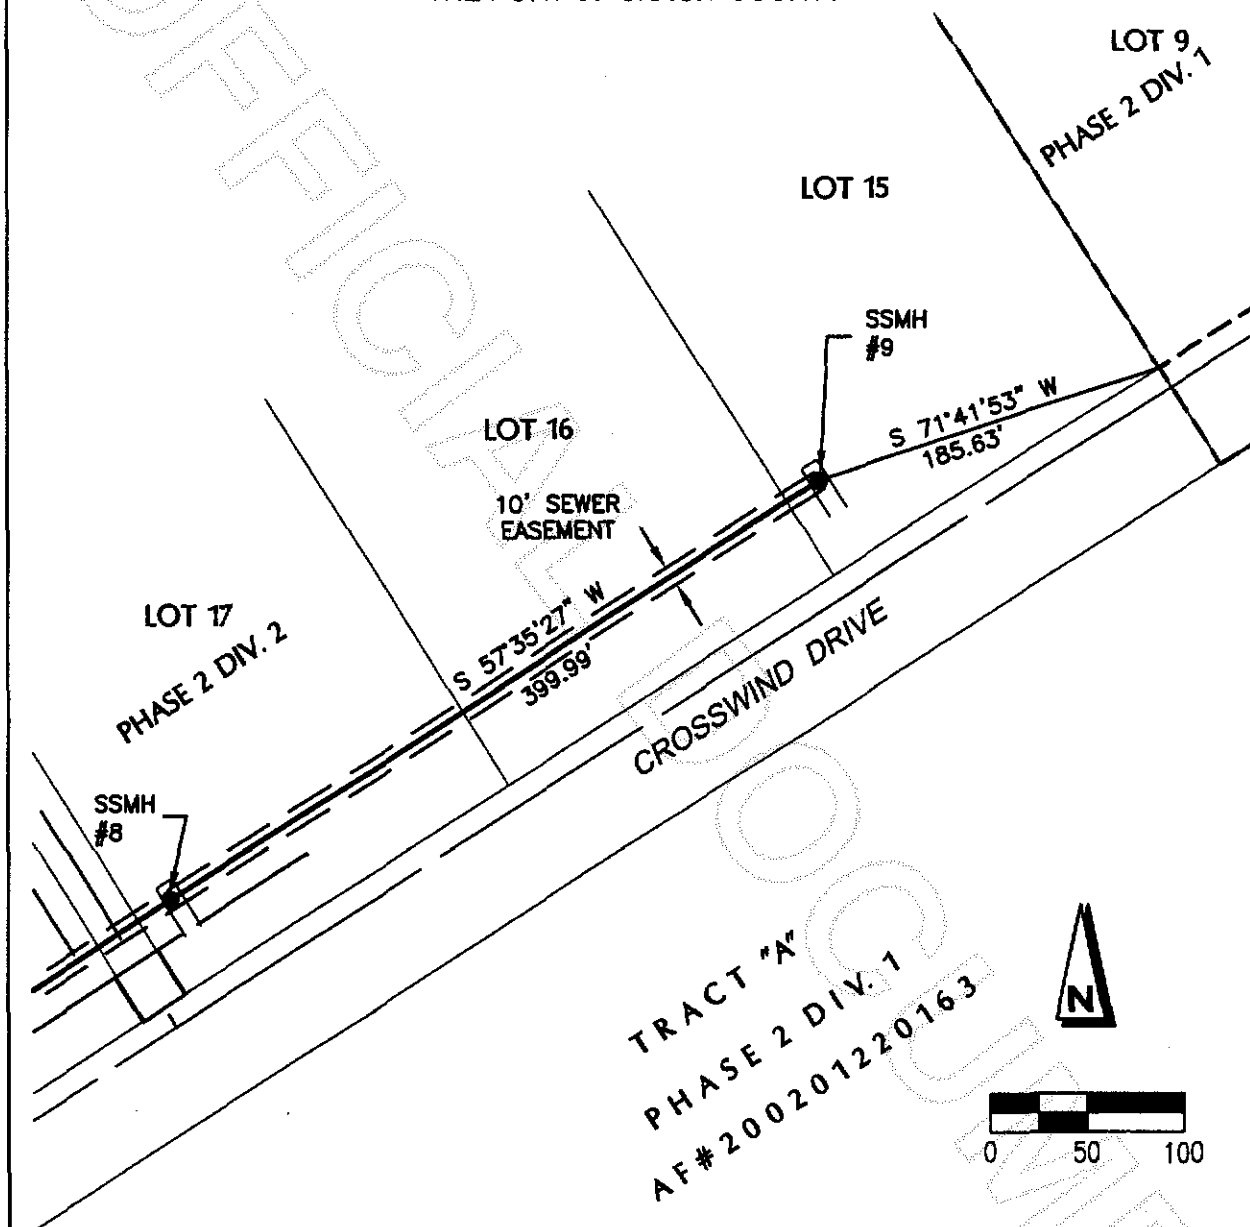 LOT 9
PHASE 2 DIV. 1
LOT 15
SSMH
#9
S 71°41'53" W
185.63'
LOT 16
10' SEWER
EASEMENT
S 57°35'27" W
399.99'
LOT 17
PHASE 2 DIV. 2
SSMH
#8
CROSSWIND DRIVE
TRACT "A"
PHASE 2 DIV. 1
AF#200201220163
N
0 50 100
OFFICIAL DOCUME